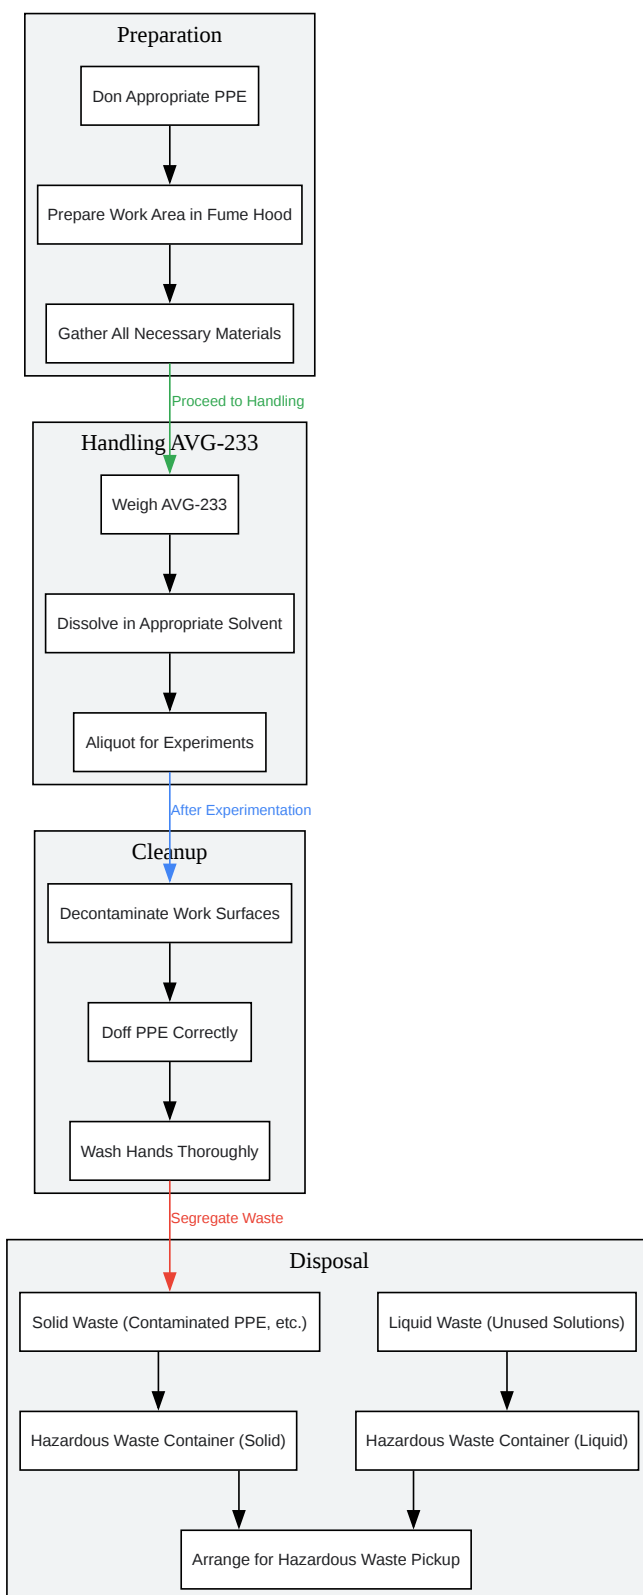 Preparation
Don Appropriate PPE
Prepare Work Area in Fume Hood
Gather All Necessary Materials
Proceed to Handling
Handling AVG-233
Weigh AVG-233
Dissolve in Appropriate Solvent
Aliquot for Experiments
After Experimentation
Cleanup
Decontaminate Work Surfaces
Doff PPE Correctly
Wash Hands Thoroughly
Segregate Waste
Disposal
Solid Waste (Contaminated PPE, etc.)
Liquid Waste (Unused Solutions)
Hazardous Waste Container (Solid)
Hazardous Waste Container (Liquid)
Arrange for Hazardous Waste Pickup